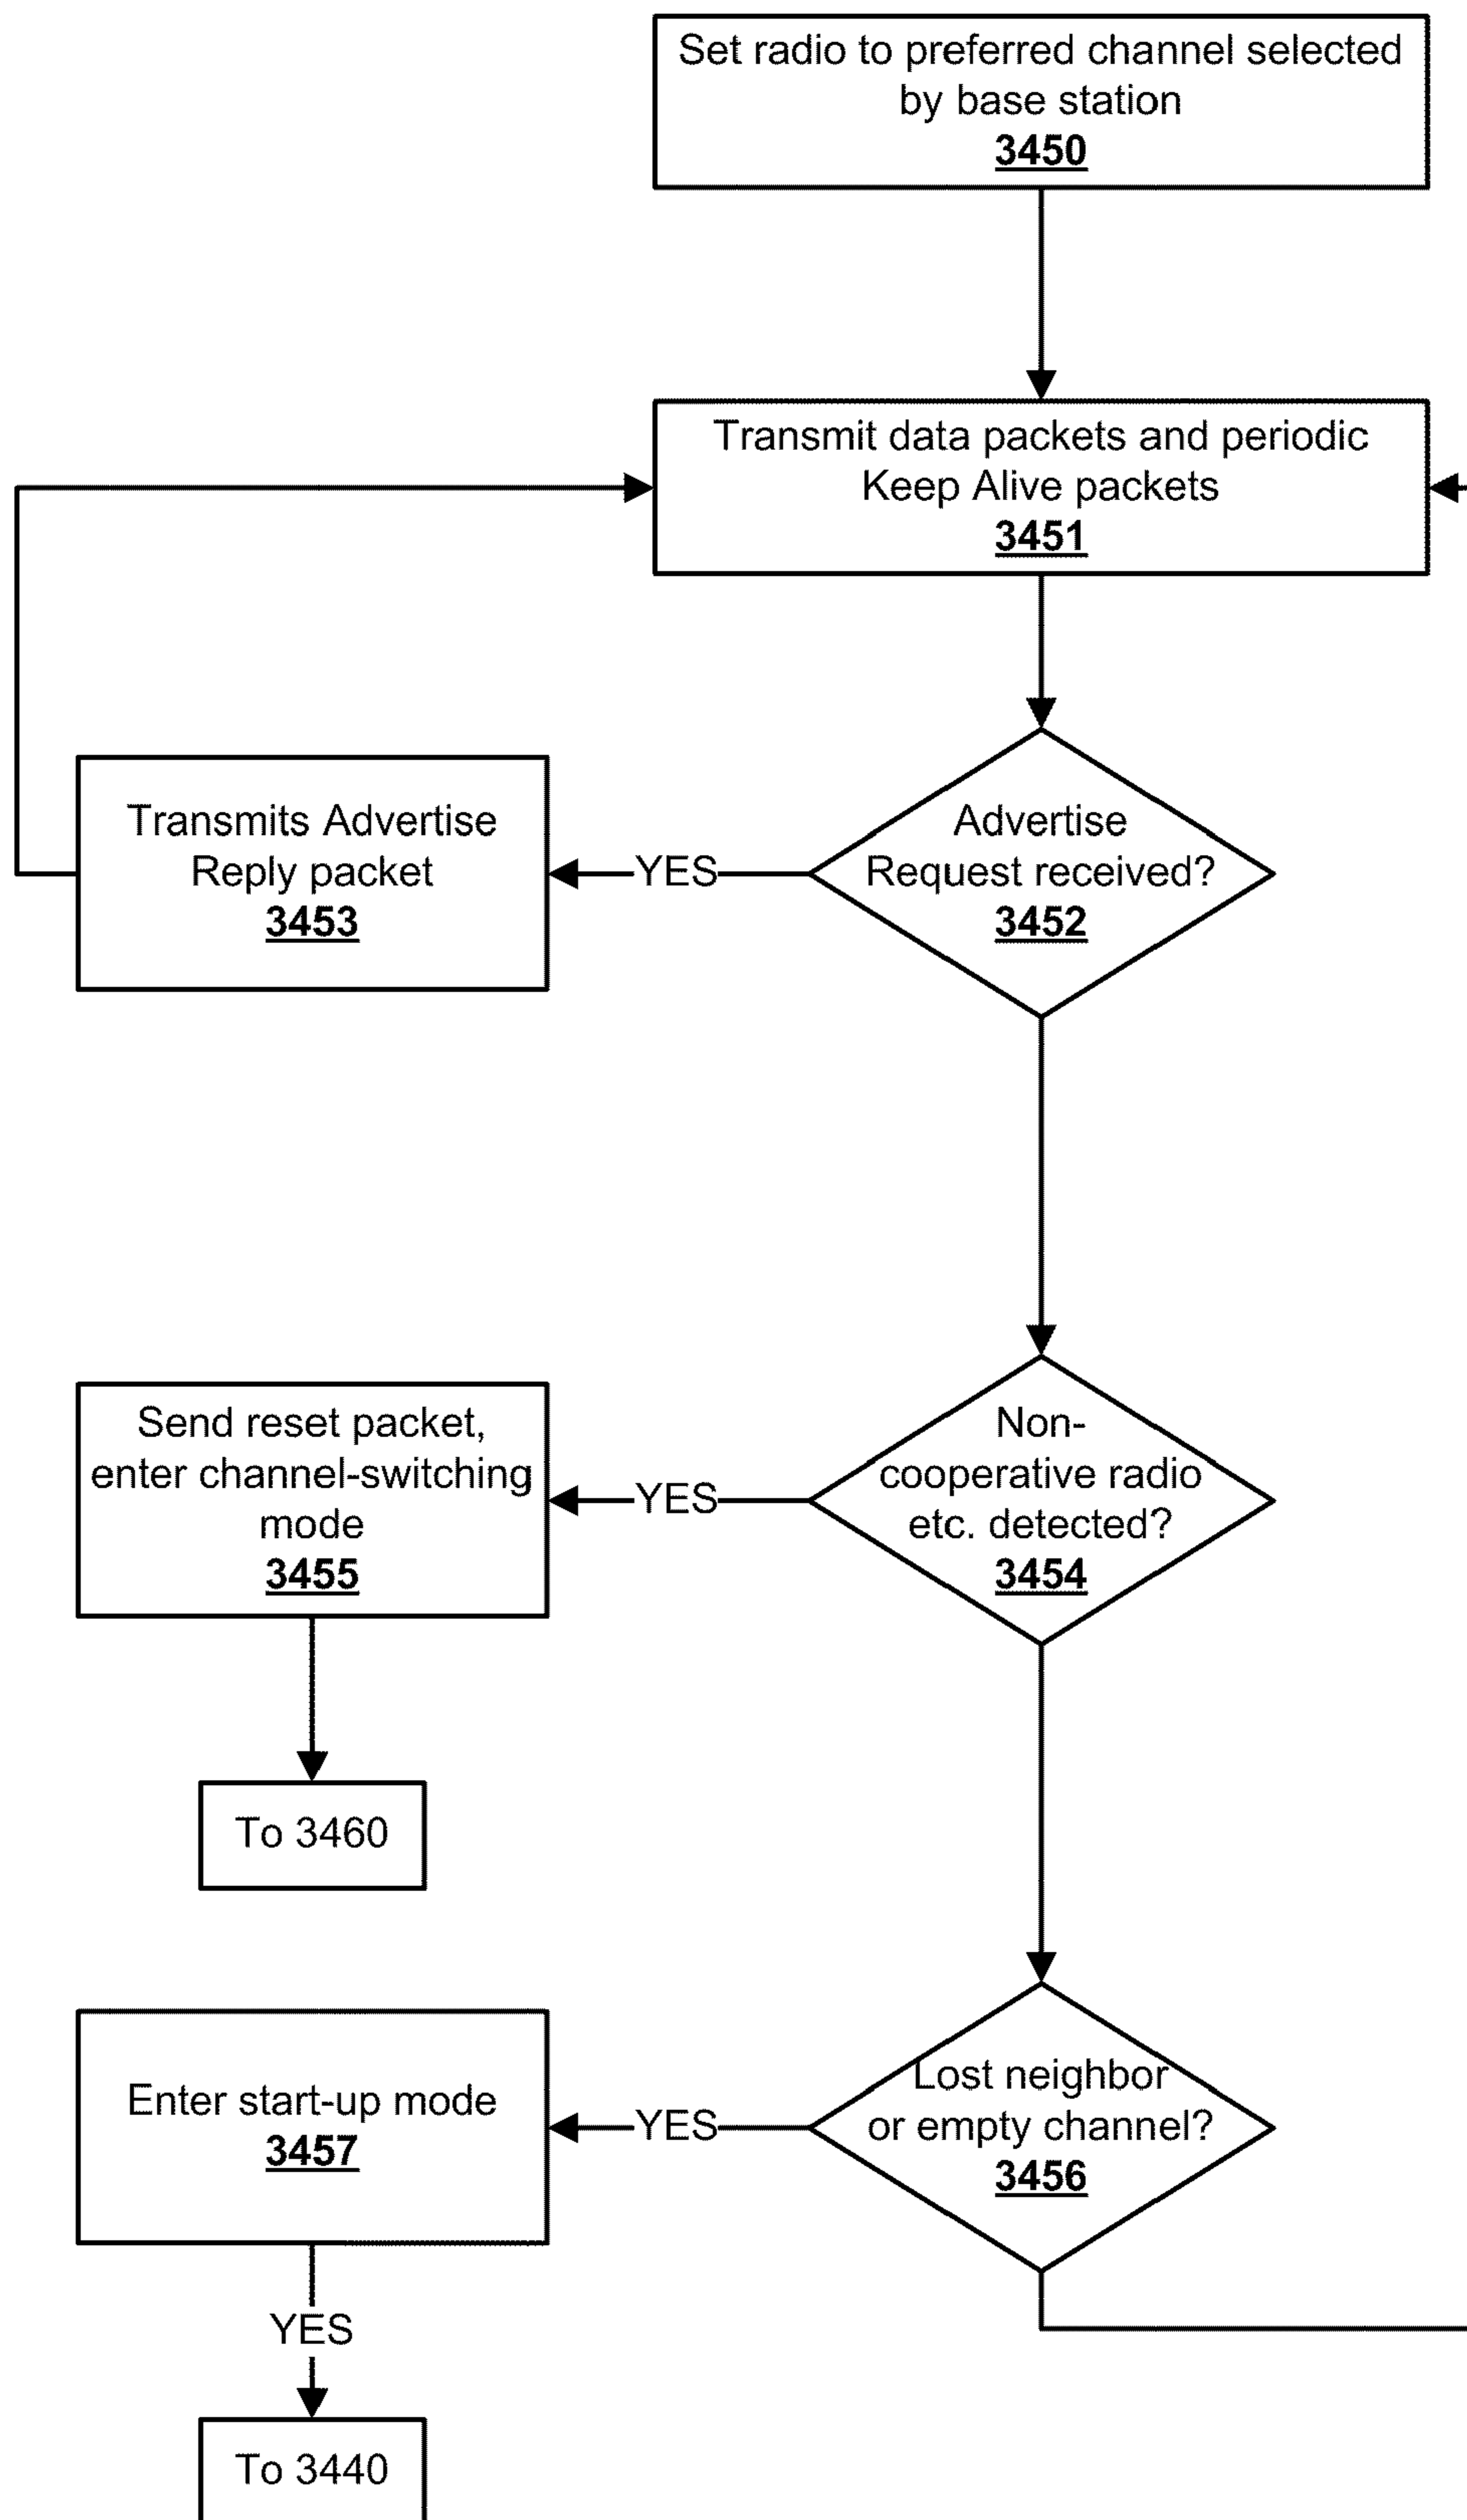 Set radio to preferred channel selected
by base station
3450
Transmit data packets and periodic
Keep Alive packets
3451
Transmits Advertise
Reply packet
3453
YES
Advertise
Request received?
3452
Send reset packet,
enter channel-switching
mode
3455
YES
Non-
cooperative radio
etc. detected?
3454
To 3460
Enter start-up mode
3457
YES
Lost neighbor
or empty channel?
3456
YES
To 3440